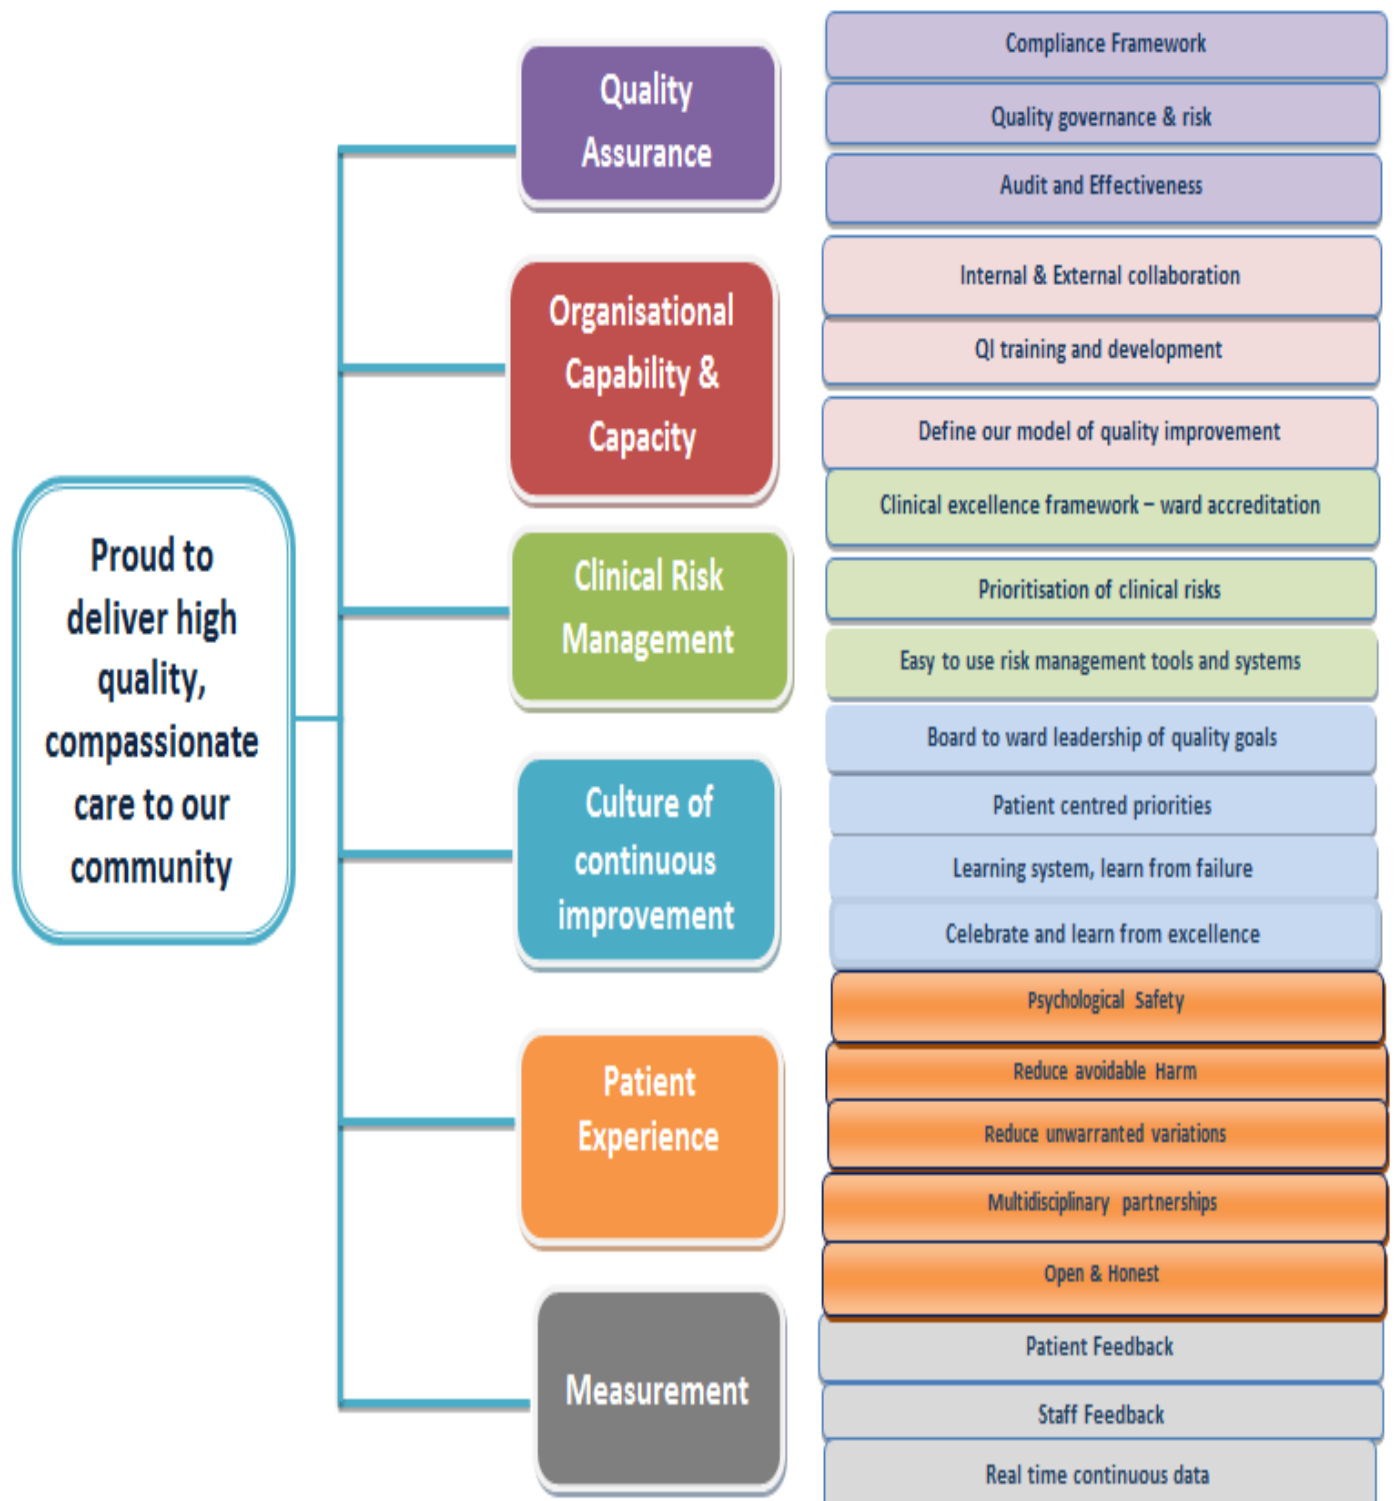 Proud to
deliver high
quality,
compassionate
care to our
community
Quality
Assurance
Compliance Framework
Quality governance & risk
Audit and Effectiveness
Organisational
Capability &
Capacity
Internal & External collaboration
QI training and development
Define our model of quality improvement
Clinical Risk
Management
Clinical excellence framework – ward accreditation
Prioritisation of clinical risks
Easy to use risk management tools and systems
Culture of
continuous
improvement
Board to ward leadership of quality goals
Patient centred priorities
Learning system, learn from failure
Celebrate and learn from excellence
Patient
Experience
Psychological Safety
Reduce avoidable Harm
Reduce unwarranted variations
Multidisciplinary partnerships
Open & Honest
Measurement
Patient Feedback
Staff Feedback
Real time continuous data